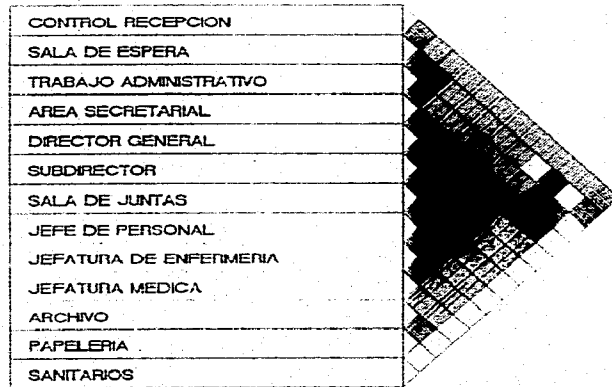 CONTROL RECEPCION
SALA DE ESPERA
TRABAJO ADMINISTRATIVO
AREA SECRETARIAL
DIRECTOR GENERAL
SUBDIRECTOR
SALA DE JUNTAS
JEFE DE PERSONAL
JEFATURA DE ENFERMERIA
JEFATURA MEDICA
ARCHIVO
PAPELERIA
SANITARIOS